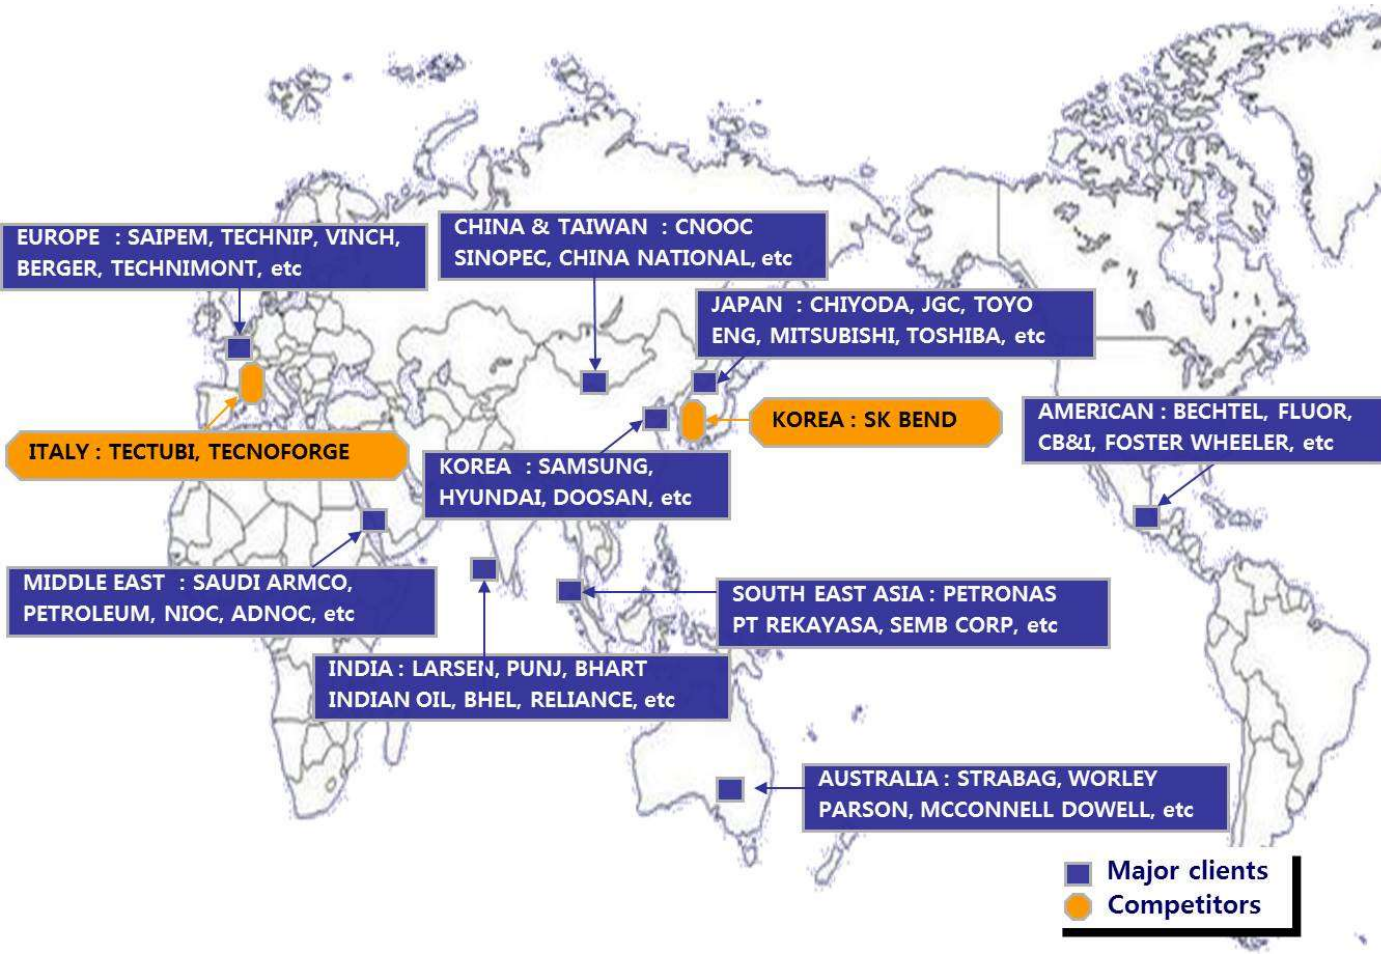 EUROPE : SAIPEM, TECHNIP, VINCH,
BERGER, TECHNIMONT, etc
CHINA & TAIWAN : CNOOC
SINOPEC, CHINA NATIONAL, etc
JAPAN : CHIYODA, JGC, TOYO
ENG, MITSUBISHI, TOSHIBA, etc
ITALY : TECTUBI, TECNOFORGE
KOREA : SAMSUNG,
HYUNDAI, DOOSAN, etc
KOREA : SK BEND
AMERICAN : BECHTEL, FLUOR,
CB&I, FOSTER WHEELER, etc
MIDDLE EAST : SAUDI ARMCO,
PETROLEUM, NIOC, ADNOC, etc
SOUTH EAST ASIA : PETRONAS
PT REKAYASA, SEMB CORP, etc
INDIA : LARSEN, PUNJ, BHART
INDIAN OIL, BHEL, RELIANCE, etc
AUSTRALIA : STRABAG, WORLEY
PARSON, MCCONNELL DOWELL, etc
Major clients
Competitors